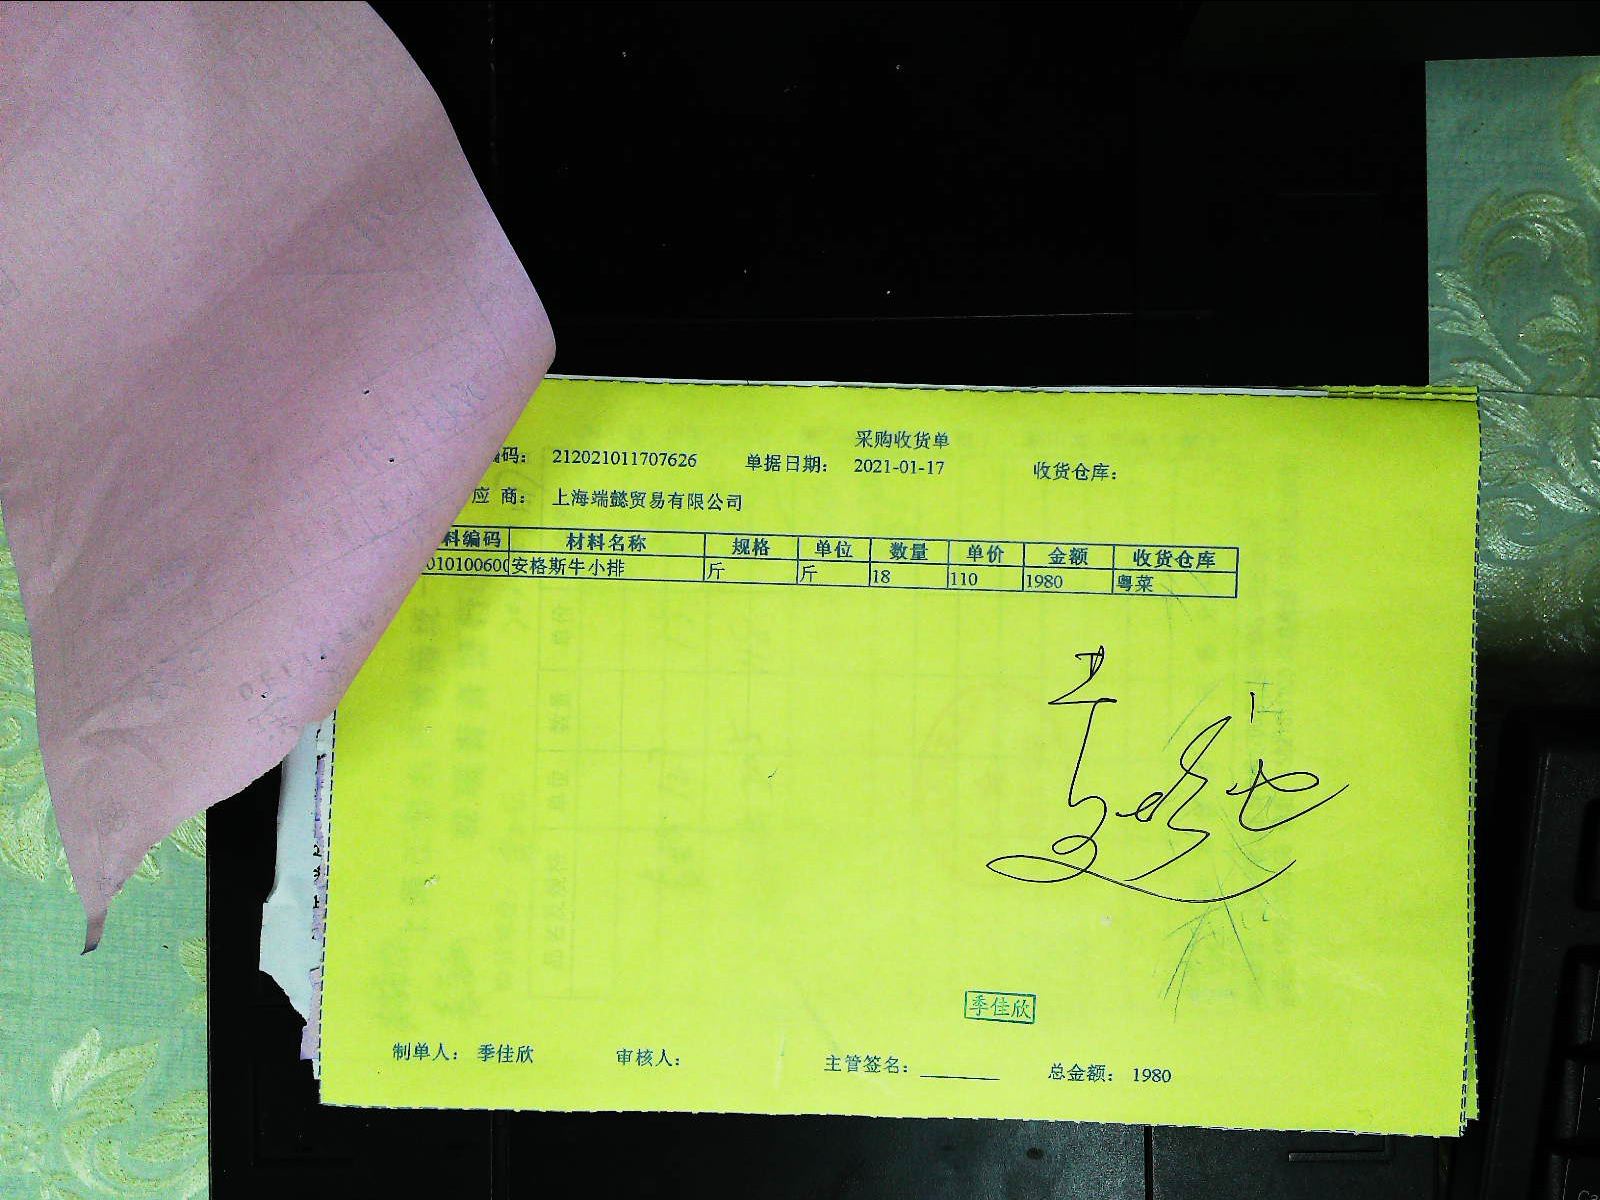 采购收货单
编码： 212021011707626 单据日期： 2021-01-17 收货仓库：
应 商： 上海端懿贸易有限公司
料编码 材料名称 规格 单位 数量 单价 金额 收货仓库
010100600 安格斯牛小排 斤 斤 18 110 1980 粤菜
季佳欣
制单人： 季佳欣 审核人： 主管签名： 总金额： 1980